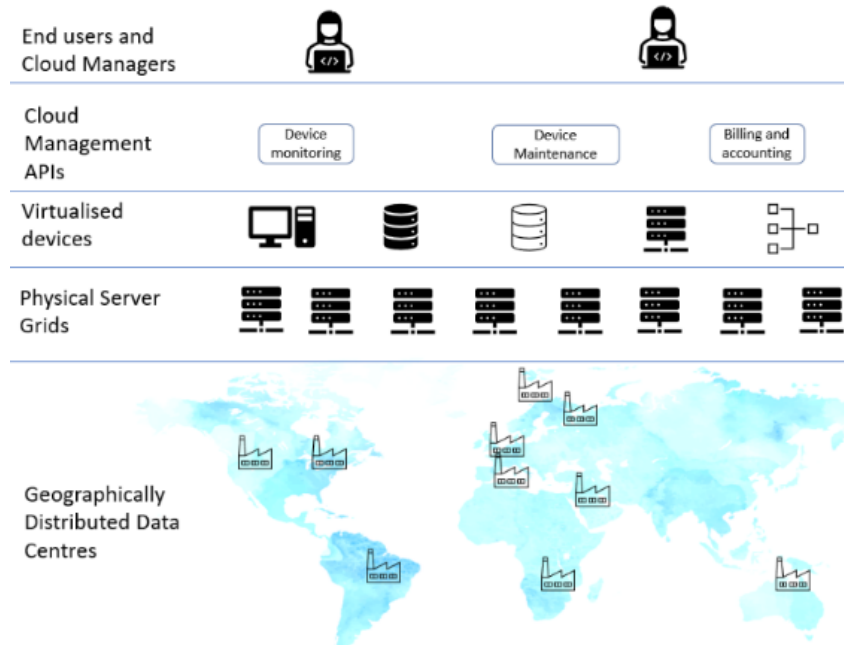 End users and
Cloud Managers
Cloud
Management
APIs
Device
monitoring
Device
Maintenance
Billing and
accounting
Virtualised
devices
Physical Server
Grids
Geographically
Distributed Data
Centres